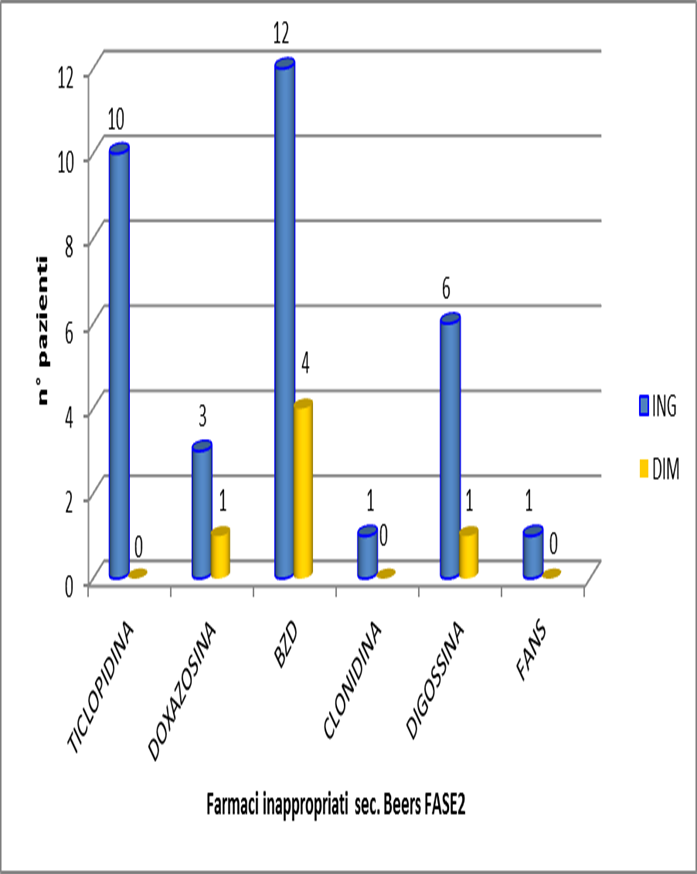 12
12
10
10
8
6
6
4
4
3
2
1
1
1
1
0
0
0
0
n° pazienti
ING
DIM
TICLOPIDINA
DOXAZOSINA
BZD
CLONIDINA
DIGOSSINA
FANS
Farmaci inappropriati sec. Beers FASE2